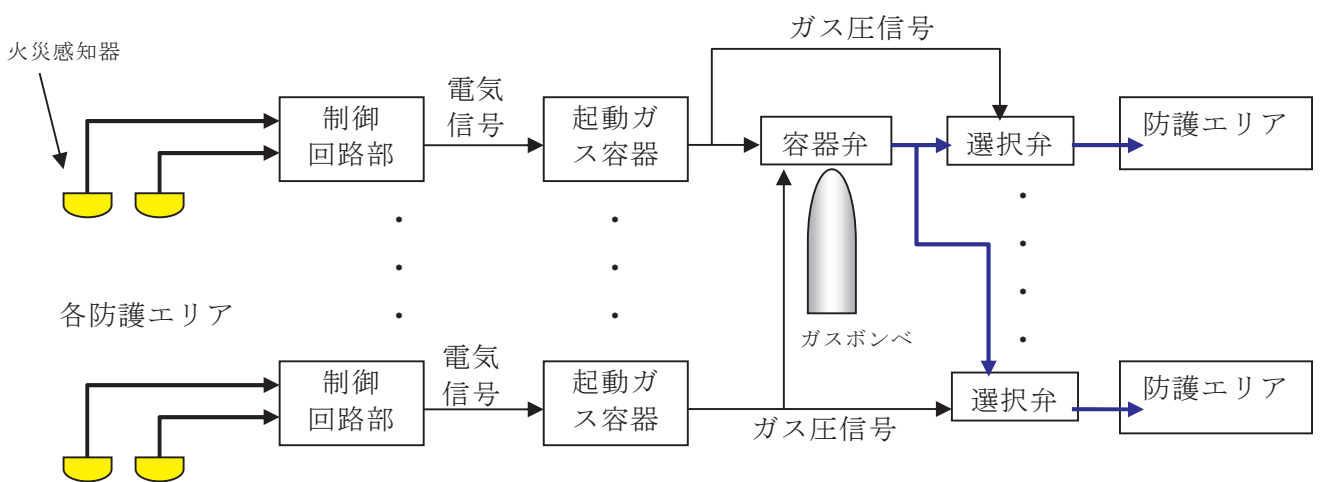 ガス圧信号
火災感知器
制御
回路部
電気
信号
起動ガ
ス容器
容器弁
選択弁
防護エリア
・
・
・
・
・
・
・
・
・
・
ガスボンベ
各防護エリア
制御
回路部
電気
信号
起動ガ
ス容器
ガス圧信号
選択弁
防護エリア